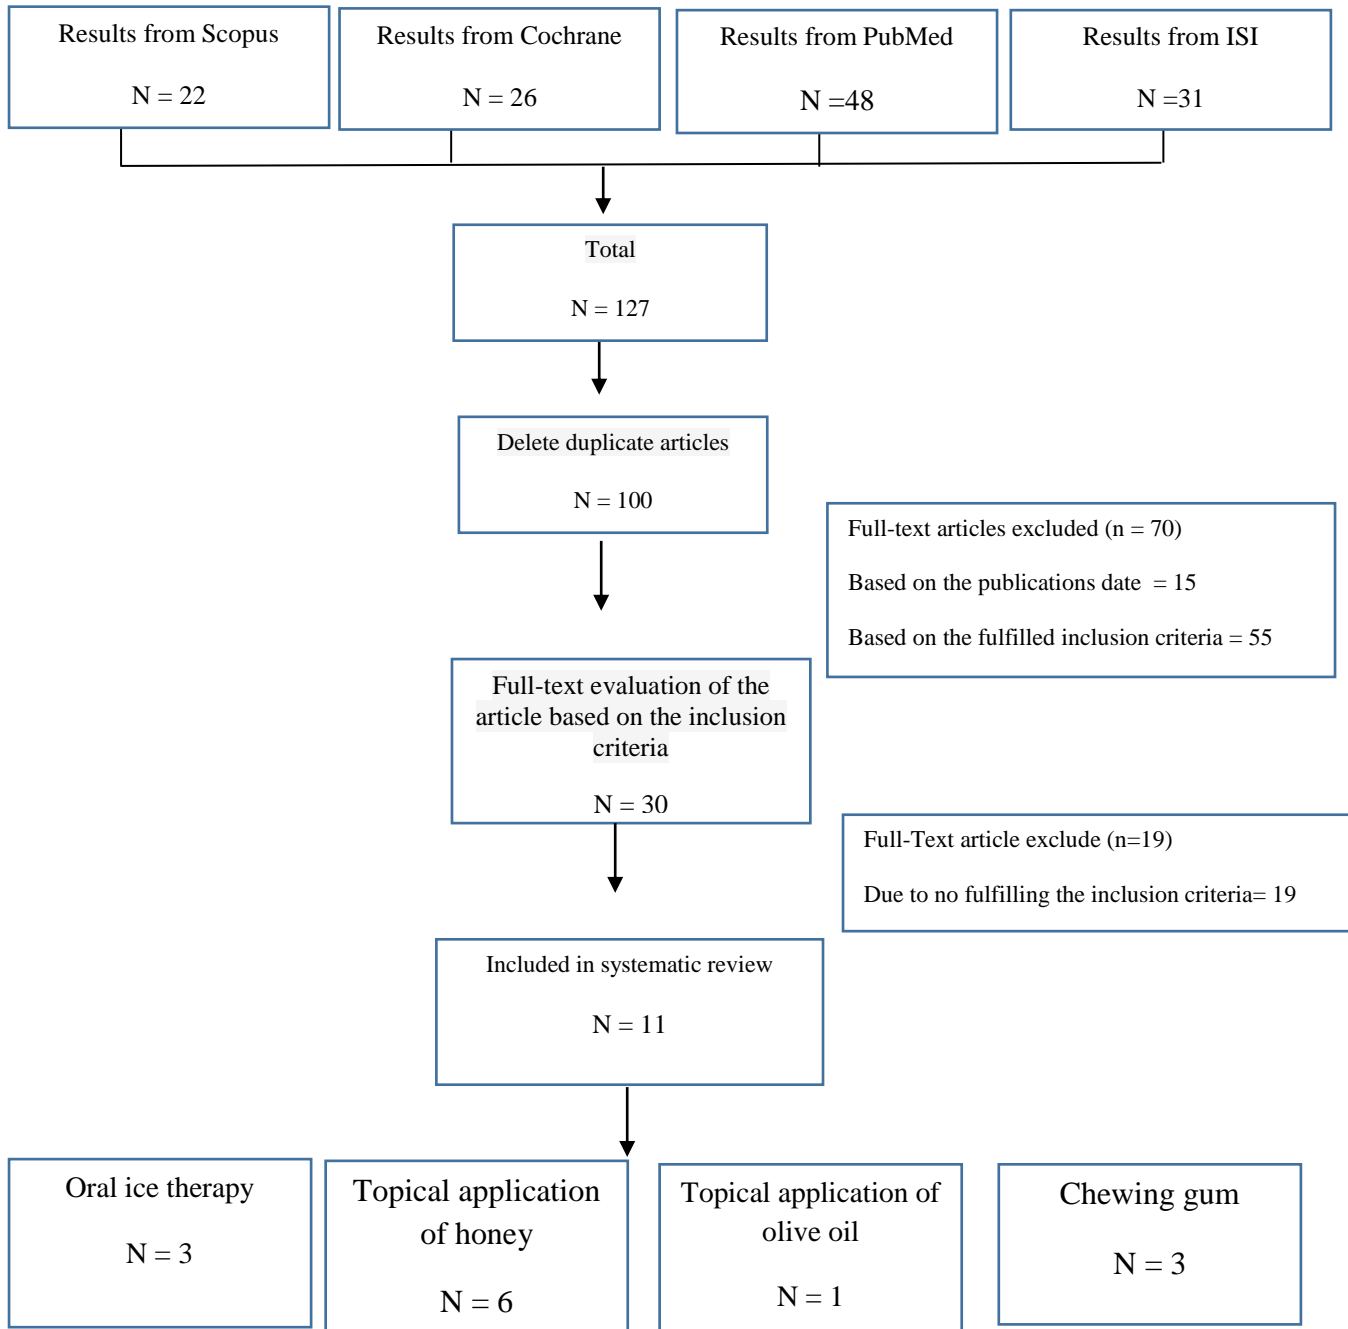 Results from Scopus
N = 22
Results from Cochrane
N = 26
Results from PubMed
N =48
Results from ISI
N =31
Total
N = 127
Delete duplicate articles
N = 100
Full-text articles excluded (n = 70)
Based on the publications date = 15
Based on the fulfilled inclusion criteria = 55
Full-text evaluation of the
article based on the inclusion
criteria
N = 30
Full-Text article exclude (n=19)
Due to no fulfilling the inclusion criteria= 19
Included in systematic review
N = 11
Oral ice therapy
N = 3
Topical application
of honey
N = 6
Topical application of
olive oil
N = 1
Chewing gum
N = 3